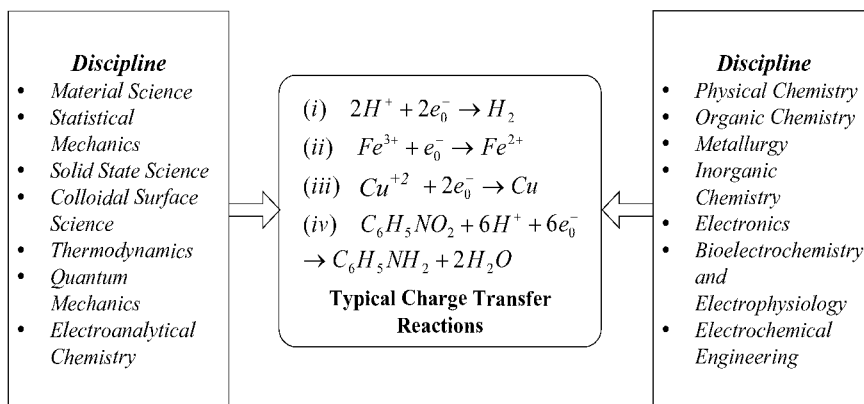 Discipline
• Material Science
• Statistical
Mechanics
• Solid State Science
• Colloidal Surface
Science
• Thermodynamics
• Quantum
Mechanics
• Electroanalytical
Chemistry
(i) 2H⁺ + 2e₀⁻ → H₂
(ii) Fe³⁺ + e₀⁻ → Fe²⁺
(iii) Cu⁺² + 2e₀⁻ → Cu
(iv) C₆H₅NO₂ + 6H⁺ + 6e₀⁻
→ C₆H₅NH₂ + 2H₂O
Typical Charge Transfer
Reactions
Discipline
• Physical Chemistry
• Organic Chemistry
• Metallurgy
• Inorganic
Chemistry
• Electronics
• Bioelectrochemistry
and
Electrophysiology
• Electrochemical
Engineering